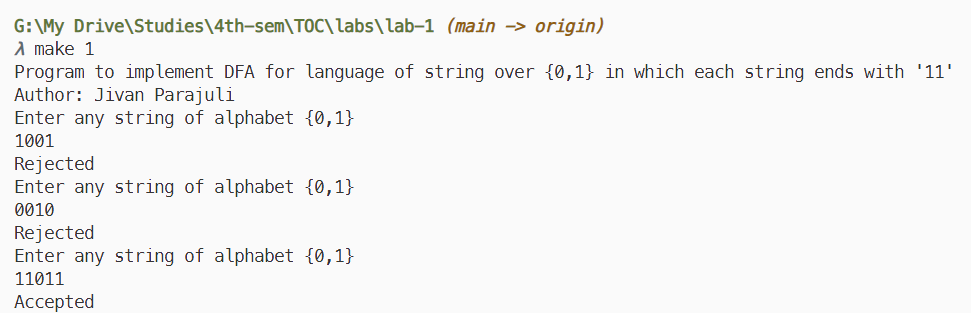 G:\My Drive\Studies\4th-sem\TOC\labs\lab-1 (main -> origin)
λ make 1
Program to implement DFA for language of string over {0,1} in which each string ends with '11'
Author: Jivan Parajuli
Enter any string of alphabet {0,1}
1001
Rejected
Enter any string of alphabet {0,1}
0010
Rejected
Enter any string of alphabet {0,1}
11011
Accepted